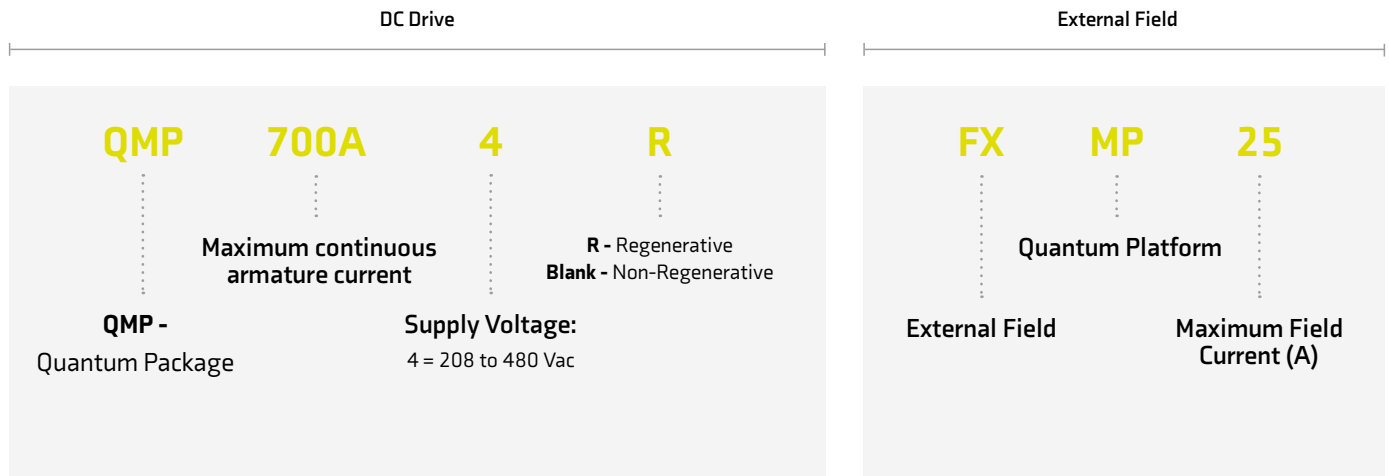 DC Drive
External Field
QMP 700A 4 R
FX MP 25
Maximum continuous
armature current
R - Regenerative
Blank - Non-Regenerative
QMP -
Quantum Package
Supply Voltage:
4 = 208 to 480 Vac
Quantum Platform
External Field
Maximum Field
Current (A)